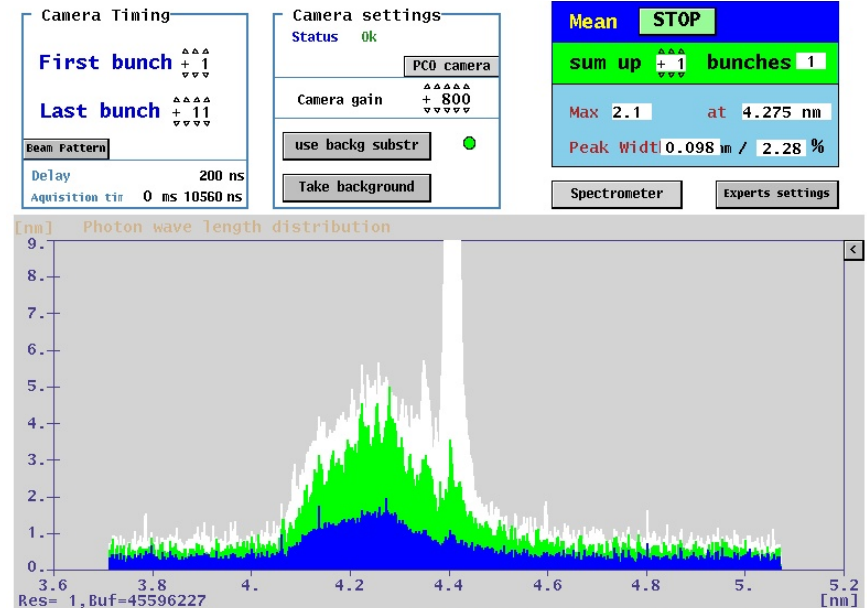 Camera Timing
First bunch + 1
Last bunch + 11
Beam Pattern
Delay 200 ns
Aquisition tim 0 ms 10560 ns
Camera settings
Status Ok
PCO camera
Camera gain + 800
use backg substr
Take background
Mean STOP
sum up + 1 bunches 1
Max 2.1 at 4.275 nm
Peak Widt 0.098 nm / 2.28 %
Spectrometer Experts settings
[nm] Photon wave length distribution
<
9.
8.
7.
6.
5.
4.
3.
2.
1.
0.
3.6 3.8 4. 4.2 4.4 4.6 4.8 5. 5.2
Res= 1,Buf=45596227 [nm]